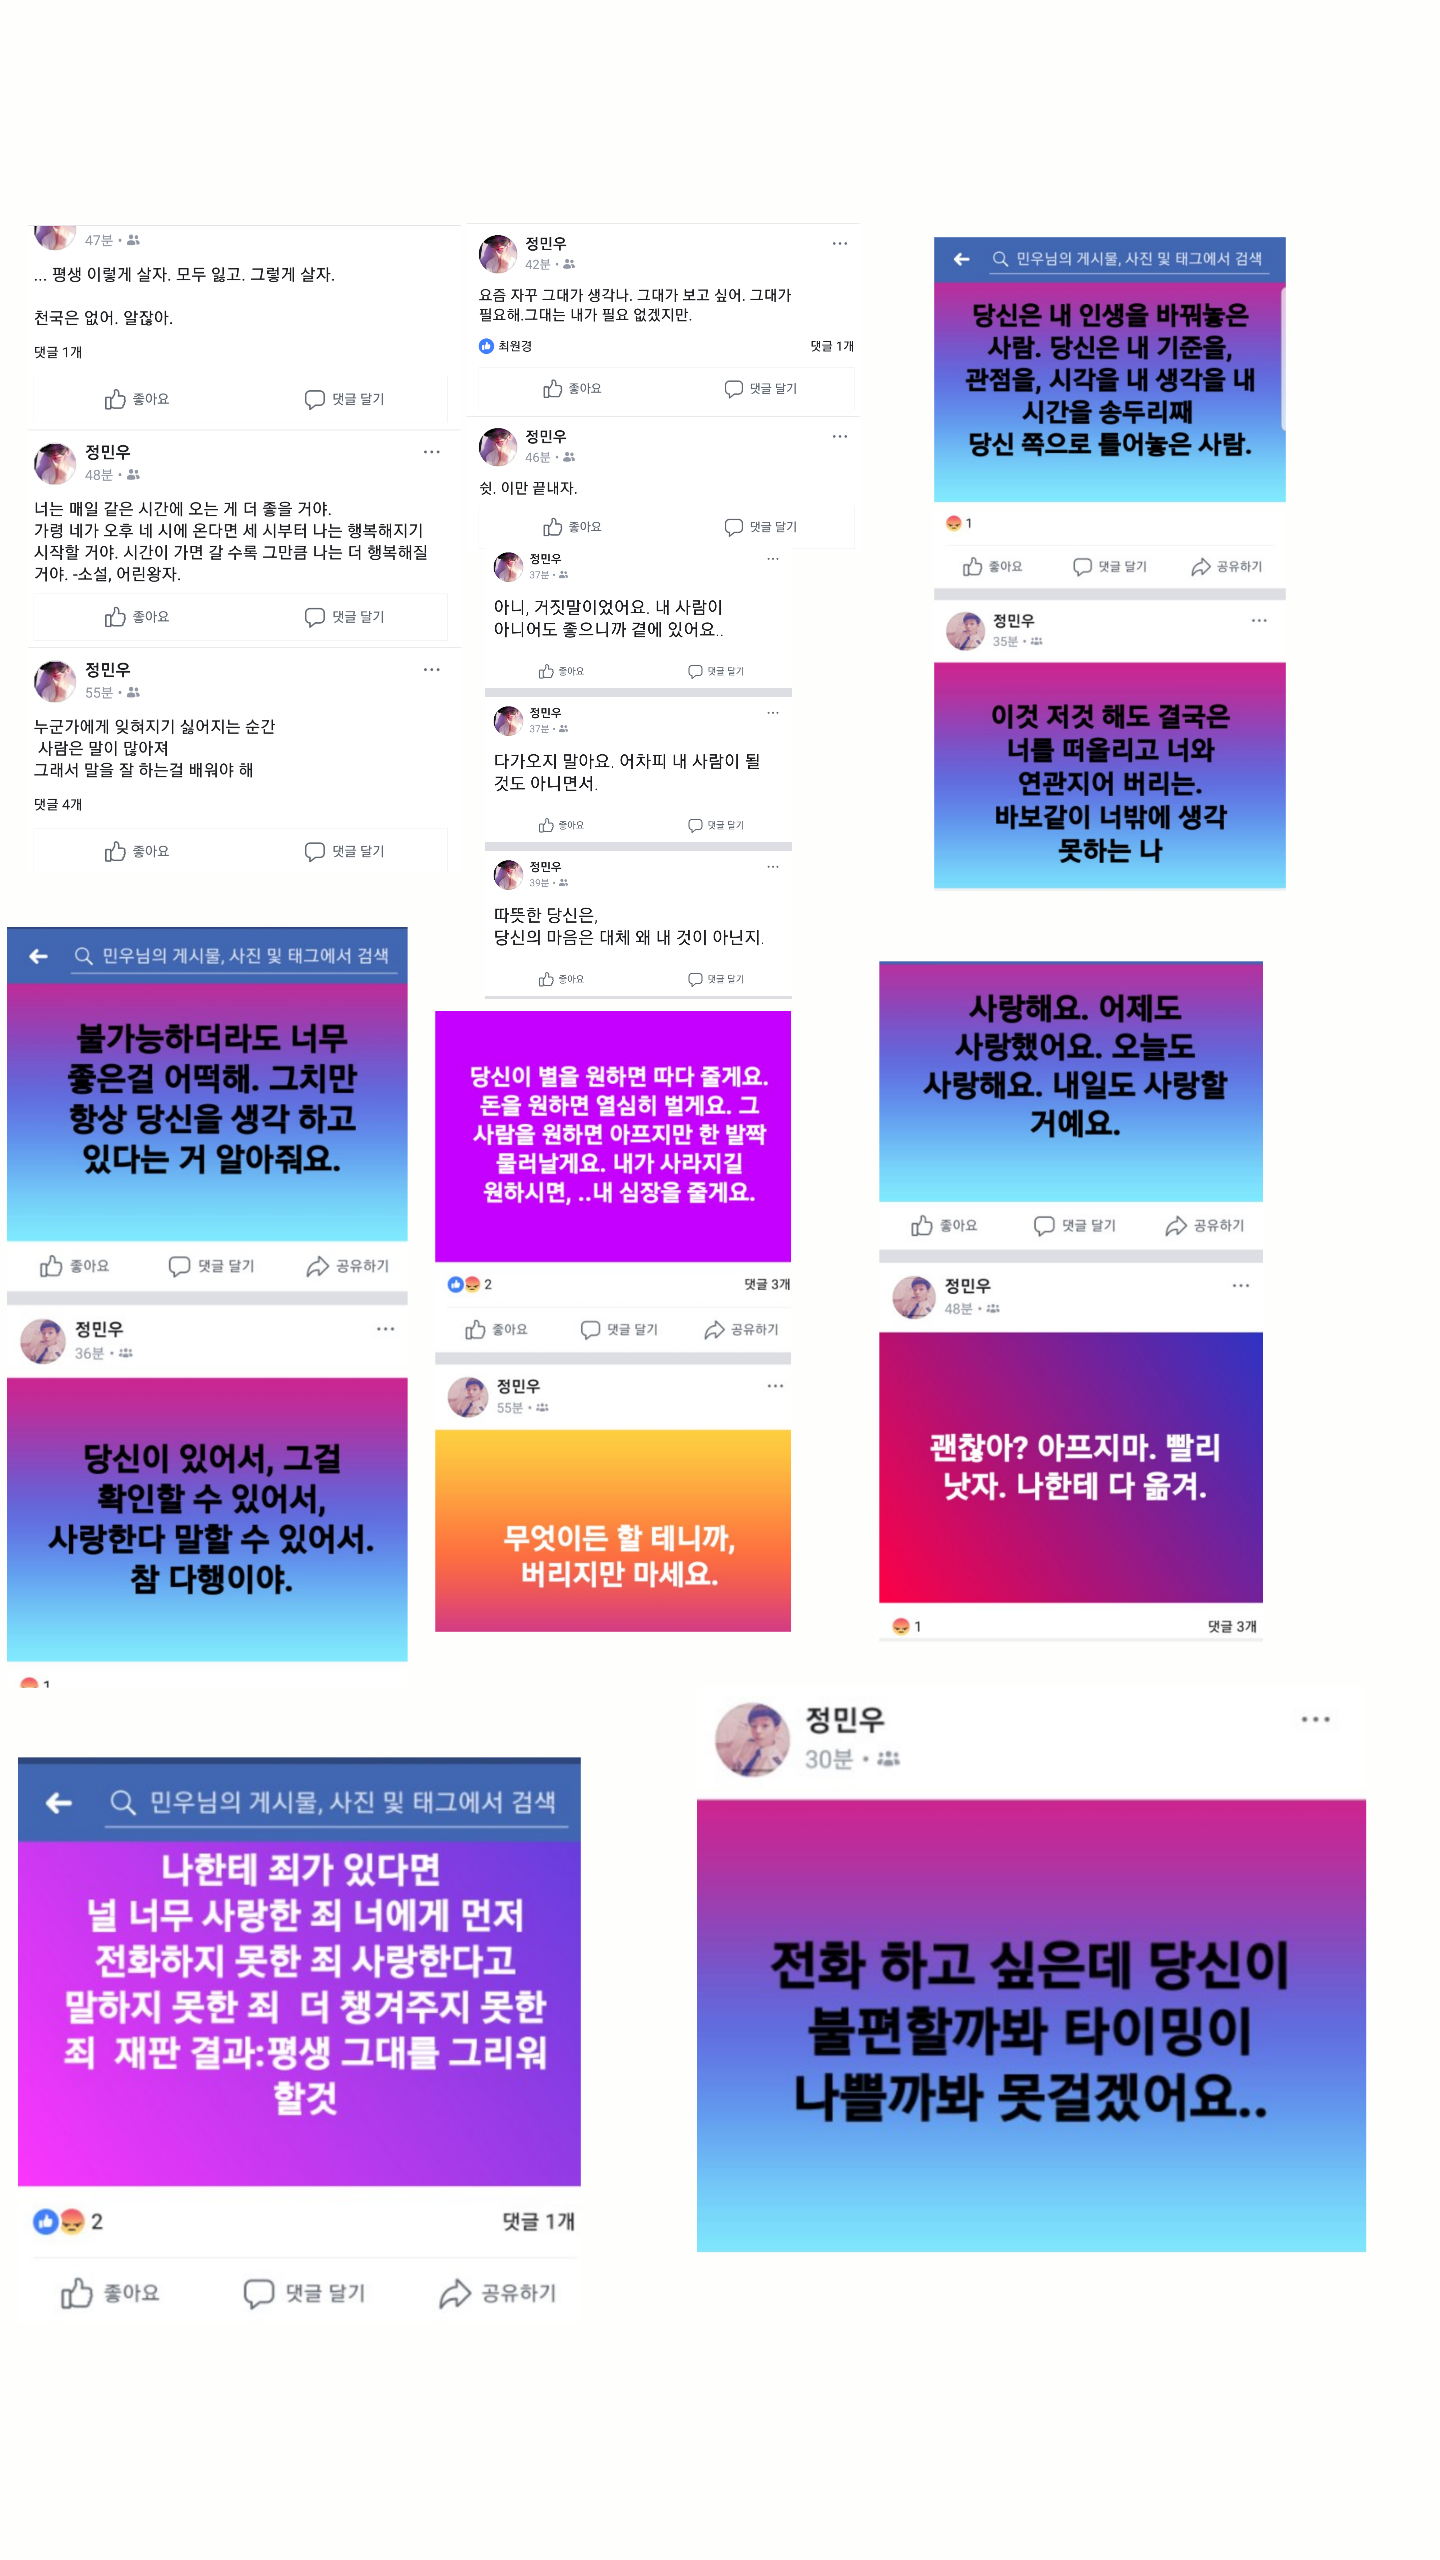 47분
... 평생 이렇게 살자. 모두 잃고. 그렇게 살자.
천국은 없어. 알잖아.
댓글 1개
좋아요 댓글 달기
정민우
48분
너는 매일 같은 시간에 오는 게 더 좋을 거야.
가령 네가 오후 네 시에 온다면 세 시부터 나는 행복해지기
시작할 거야. 시간이 가면 갈 수록 그만큼 나는 더 행복해질
거야. -소설, 어린왕자.
좋아요 댓글 달기
정민우
55분
누군가에게 잊혀지기 싫어지는 순간
사람은 말이 많아져
그래서 말을 잘 하는걸 배워야 해
댓글 4개
좋아요 댓글 달기
정민우
42분
요즘 자꾸 그대가 생각나. 그대가 보고 싶어. 그대가
필요해.그대는 내가 필요 없겠지만.
최원경 댓글 1개
좋아요 댓글 달기
정민우
46분
쉿. 이만 끝내자.
좋아요 댓글 달기
정민우
37분
아니, 거짓말이었어요. 내 사람이
아니어도 좋으니까 곁에 있어요..
좋아요 댓글 달기
정민우
37분
다가오지 말아요. 어차피 내 사람이 될
것도 아니면서.
좋아요 댓글 달기
정민우
39분
따뜻한 당신은,
당신의 마음은 대체 왜 내 것이 아닌지.
좋아요 댓글 달기
민우님의 게시물, 사진 및 태그에서 검색
당신은 내 인생을 바꿔놓은
사람. 당신은 내 기준을,
관점을, 시각을 내 생각을 내
시간을 송두리째
당신 쪽으로 틀어놓은 사람.
1
좋아요 댓글 달기 공유하기
정민우
35분
이것 저것 해도 결국은
너를 떠올리고 너와
연관지어 버리는.
바보같이 너밖에 생각
못하는 나
민우님의 게시물, 사진 및 태그에서 검색
불가능하더라도 너무
좋은걸 어떡해. 그치만
항상 당신을 생각 하고
있다는 거 알아줘요.
좋아요 댓글 달기 공유하기
정민우
36분
당신이 있어서, 그걸
확인할 수 있어서,
사랑한다 말할 수 있어서.
참 다행이야.
1
당신이 별을 원하면 따다 줄게요.
돈을 원하면 열심히 벌게요. 그
사람을 원하면 아프지만 한 발짝
물러날게요. 내가 사라지길
원하시면, ..내 심장을 줄게요.
2 댓글 3개
좋아요 댓글 달기 공유하기
정민우
55분
무엇이든 할 테니까,
버리지만 마세요.
사랑해요. 어제도
사랑했어요. 오늘도
사랑해요. 내일도 사랑할
거예요.
좋아요 댓글 달기 공유하기
정민우
48분
괜찮아? 아프지마. 빨리
낫자. 나한테 다 옮겨.
1 댓글 3개
민우님의 게시물, 사진 및 태그에서 검색
나한테 죄가 있다면
널 너무 사랑한 죄 너에게 먼저
전화하지 못한 죄 사랑한다고
말하지 못한 죄 더 챙겨주지 못한
죄 재판 결과:평생 그대를 그리워
할것
2 댓글 1개
좋아요 댓글 달기 공유하기
정민우
30분
전화 하고 싶은데 당신이
불편할까봐 타이밍이
나쁠까봐 못걸겠어요..